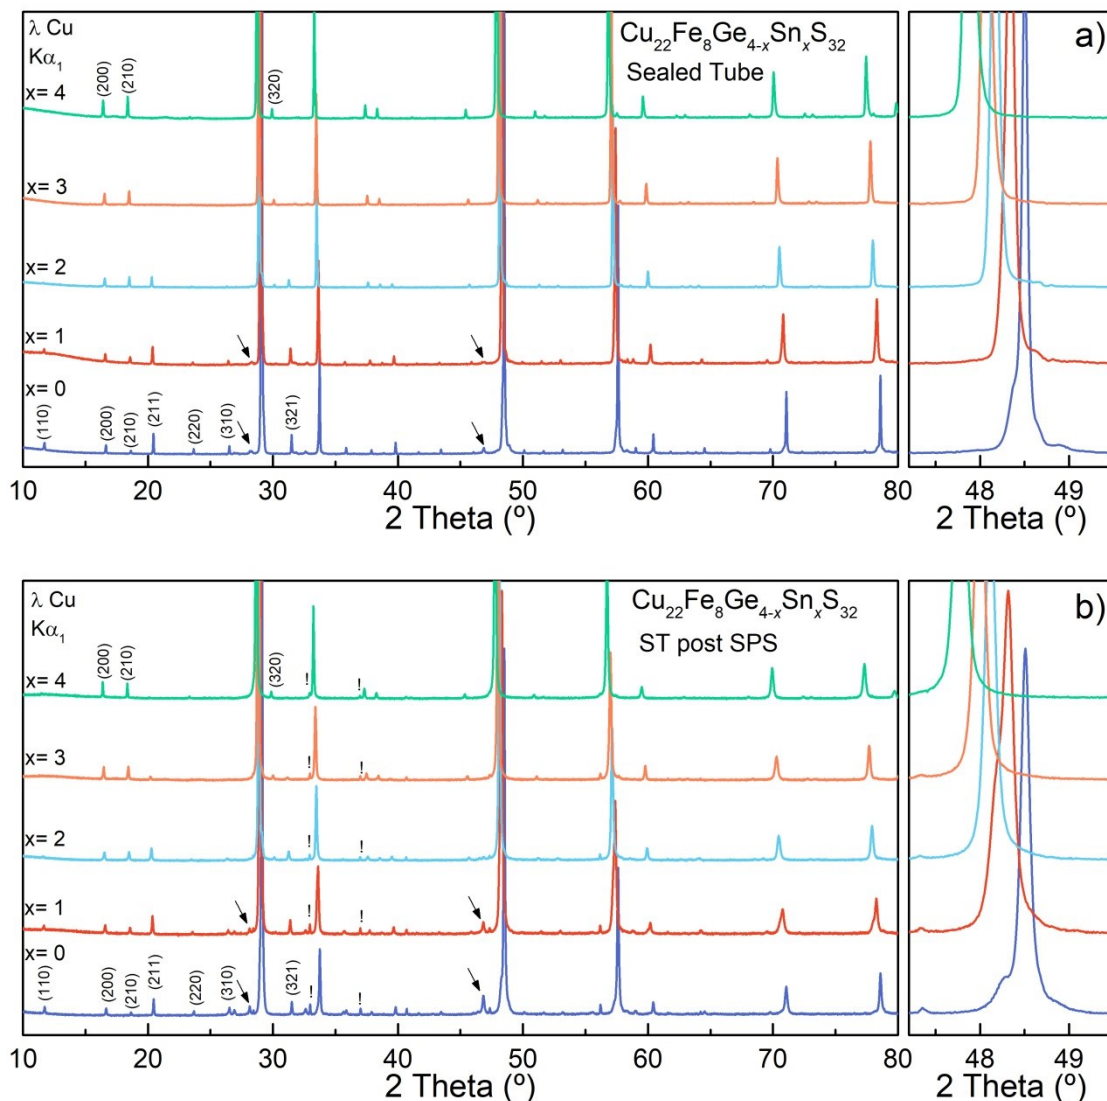 λ Cu
Kα₁
Cu₂₂Fe₈Ge₄₋ₓSnₓS₃₂
Sealed Tube
a)
x= 4
(200)
(210)
(320)
x= 3
x= 2
x= 1
x= 0
(110)
(200)
(210)
(211)
(220)
(310)
(321)
10 20 30 40 50 60 70 80
2 Theta (º)
48 49
2 Theta (º)
λ Cu
Kα₁
Cu₂₂Fe₈Ge₄₋ₓSnₓS₃₂
ST post SPS
b)
x= 4
(200)
(210)
(320)
! !
x= 3
! !
x= 2
! !
x= 1
! !
x= 0
(110)
(200)
(210)
(211)
(220)
(310)
(321)
! !
10 20 30 40 50 60 70 80
2 Theta (º)
48 49
2 Theta (º)